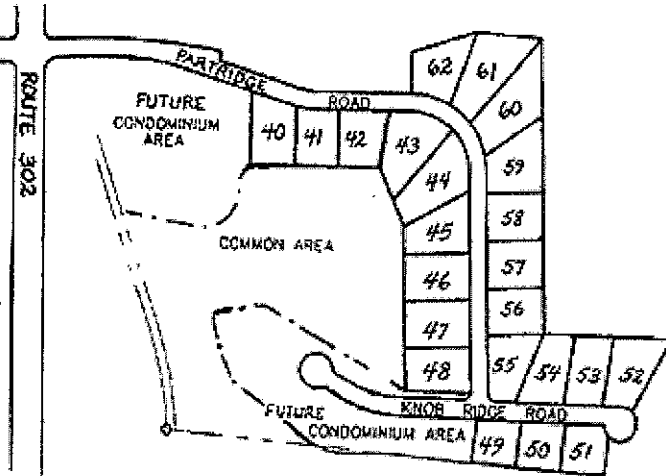 ROUTE 302
PARTRIDGE
ROAD
62
61
60
FUTURE
CONDOMINIUM
AREA
40
41
42
43
44
59
58
45
COMMON AREA
57
46
56
47
48
55
54
53
52
FUTURE
CONDOMINIUM AREA
KNOB RIDGE ROAD
49
50
51